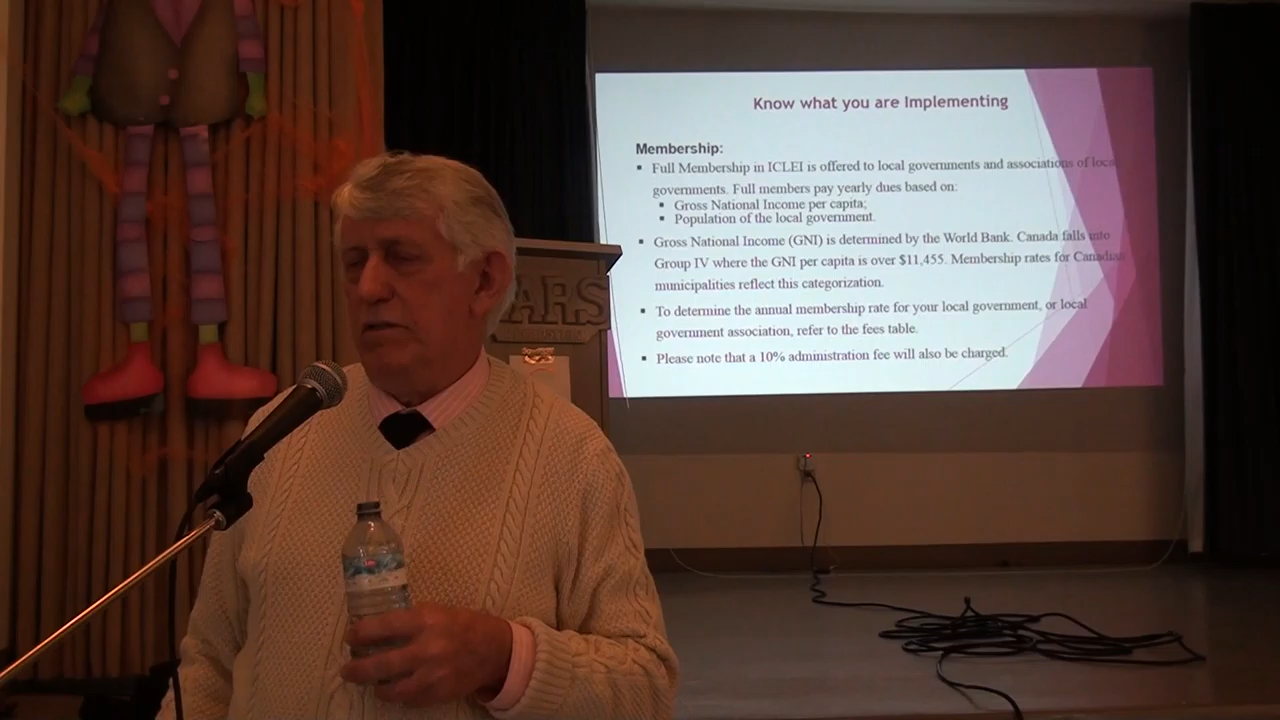 Know what you are Implementing
Membership:
▪ Full Membership in ICLEI is offered to local governments and associations of local
governments. Full members pay yearly dues based on:
▪ Gross National Income per capita;
▪ Population of the local government.
▪ Gross National Income (GNI) is determined by the World Bank. Canada falls into
Group IV where the GNI per capita is over $11,455. Membership rates for Canadian
municipalities reflect this categorization.
▪ To determine the annual membership rate for your local government, or local
government association, refer to the fees table.
▪ Please note that a 10% administration fee will also be charged.